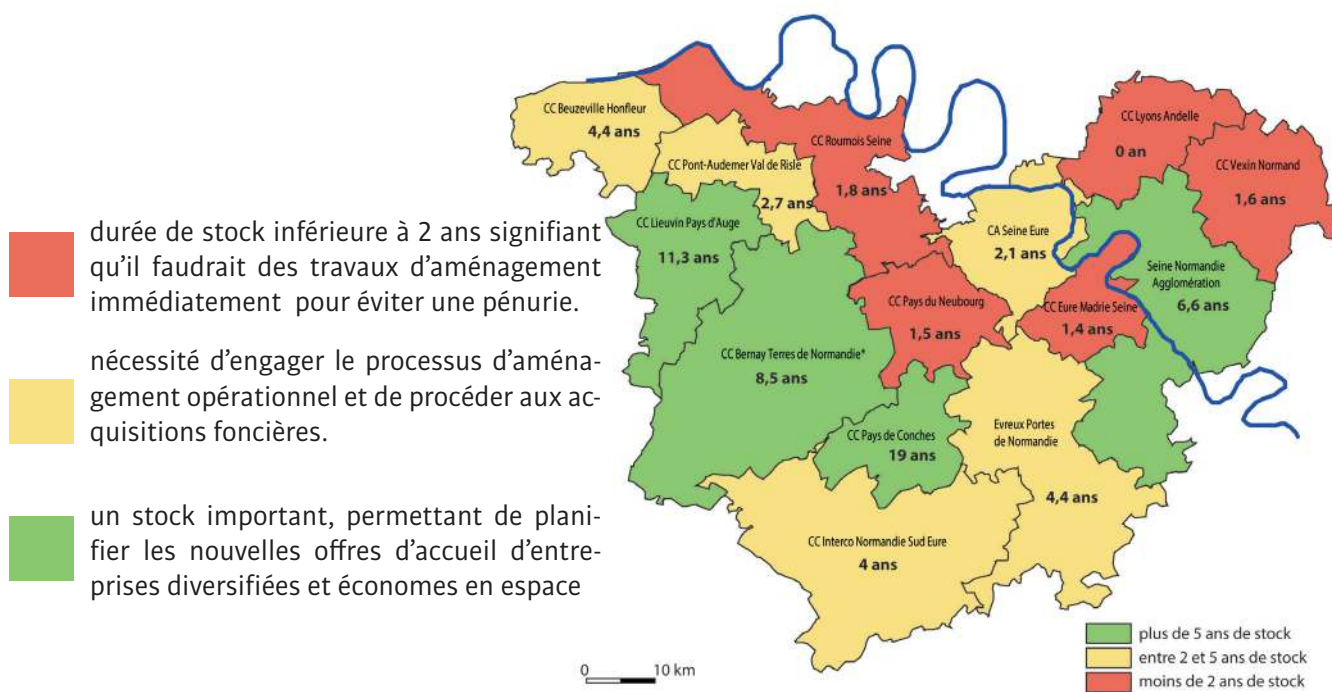 durée de stock inférieure à 2 ans signifiant
qu'il faudrait des travaux d'aménagement
immédiatement pour éviter une pénurie.
nécessité d'engager le processus d'aména-
gement opérationnel et de procéder aux ac-
quisitions foncières.
un stock important, permettant de plani-
fier les nouvelles offres d'accueil d'entre-
prises diversifiées et économes en espace
CC Beuzeville Honfleur
4,4 ans
CC Pont-Audemer Val de Risle
2,7 ans
CC Roumois Seine
1,8 ans
CC Lyons Andelle
0 an
CC Vexin Normand
1,6 ans
CC Lieuvin Pays d'Auge
11,3 ans
CA Seine Eure
2,1 ans
Seine Normandie
Agglomération
6,6 ans
CC Pays du Neubourg
1,5 ans
CC Eure Madrie Seine
1,4 ans
CC Bernay Terres de Normandie*
8,5 ans
CC Pays de Conches
19 ans
Evreux Portes
de Normandie
4,4 ans
CC Interco Normandie Sud Eure
4 ans
0 10 km
plus de 5 ans de stock
entre 2 et 5 ans de stock
moins de 2 ans de stock